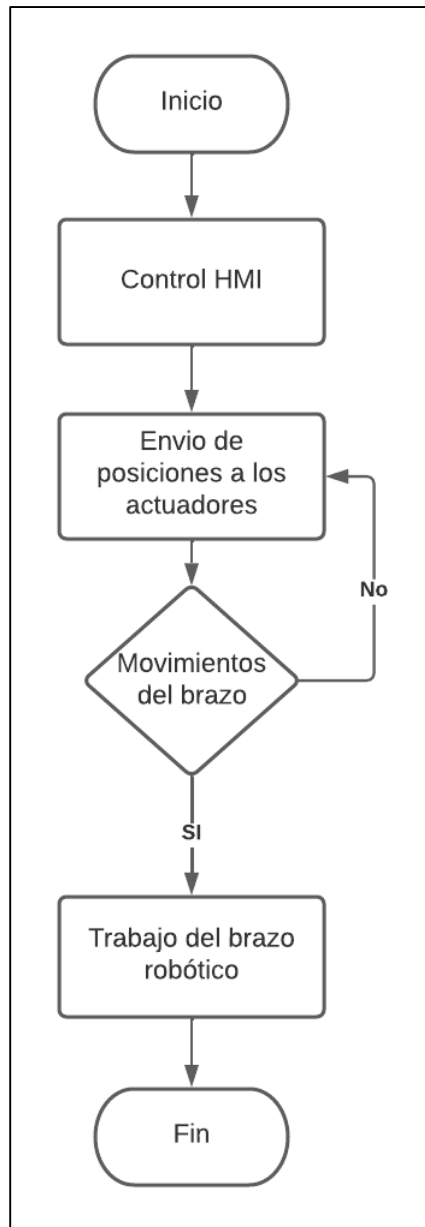 Inicio
Control HMI
Envio de
posiciones a los
actuadores
No
Movimientos
del brazo
SI
Trabajo del brazo
robótico
Fin